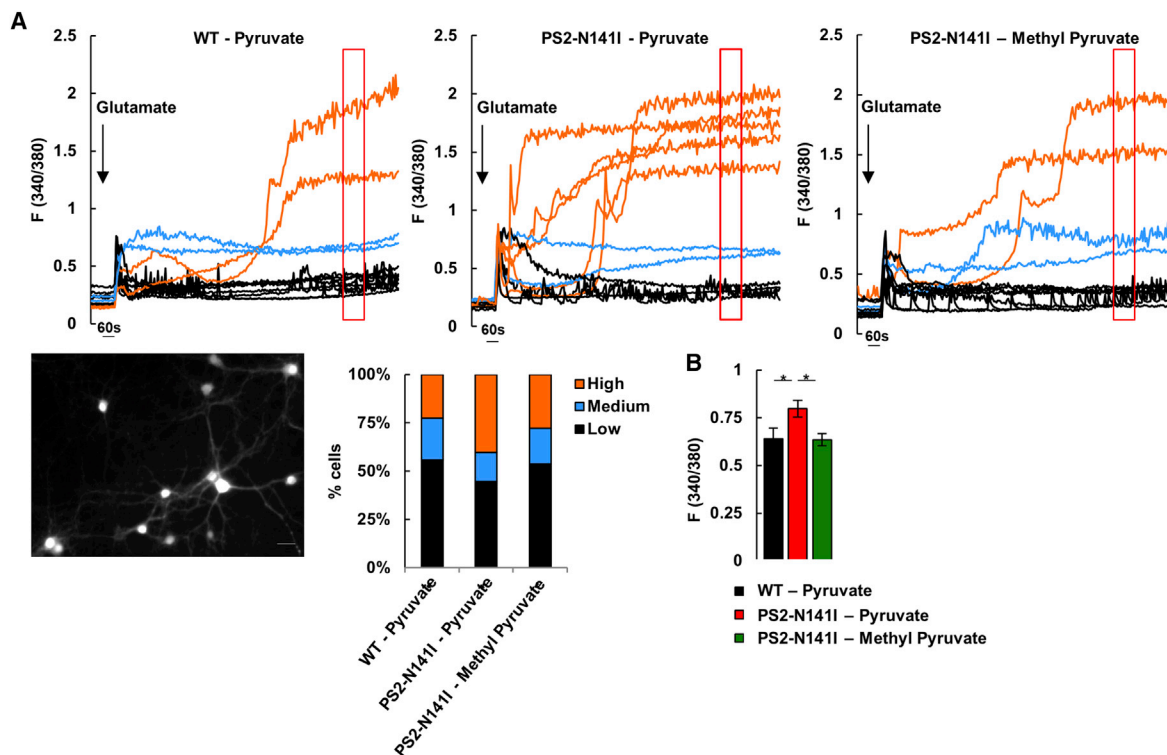 A
WT - Pyruvate
2.5
2
1.5
1
0.5
0
F (340/380)
Glutamate
60s
PS2-N141I - Pyruvate
2.5
2
1.5
1
0.5
0
F (340/380)
Glutamate
60s
PS2-N141I – Methyl Pyruvate
2.5
2
1.5
1
0.5
0
F (340/380)
Glutamate
60s
100%
75%
50%
25%
0%
% cells
High
Medium
Low
WT - Pyruvate
PS2-N141I - Pyruvate
PS2-N141I - Methyl Pyruvate
B
1
0.75
0.5
0.25
0
F (340/380)
* *
WT – Pyruvate
PS2-N141I – Pyruvate
PS2-N141I – Methyl Pyruvate